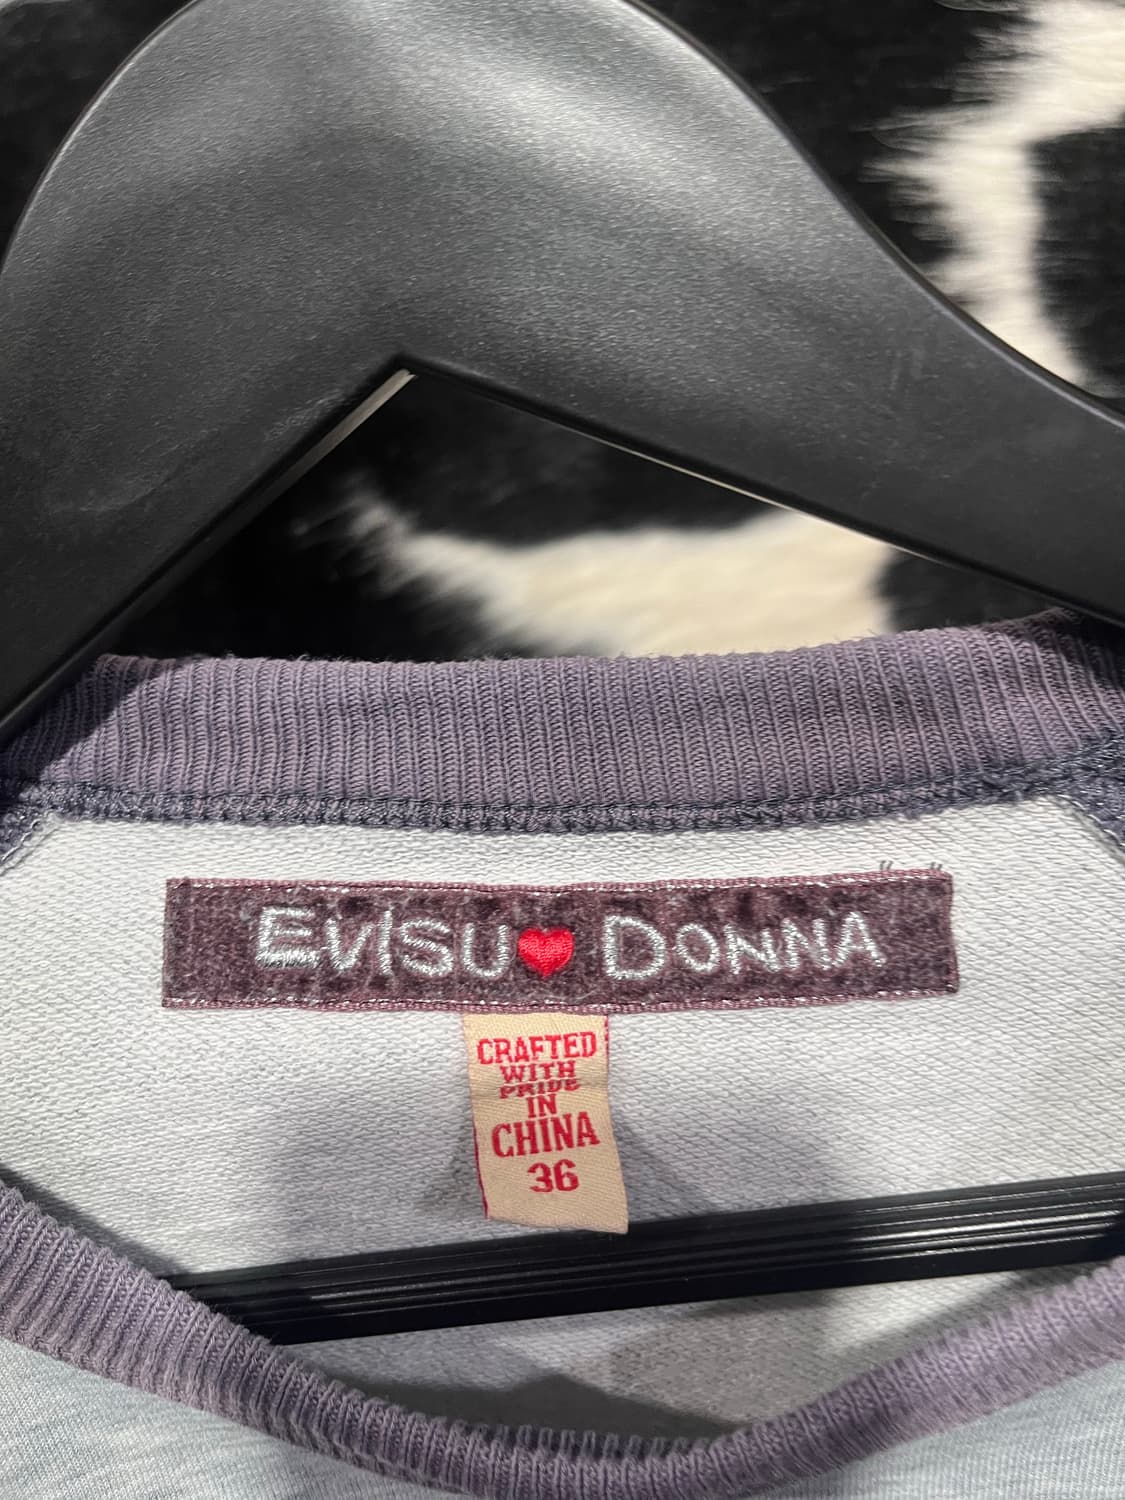 EVISU♥DONNA
CRAFTED
WITH
PRIDE
IN
CHINA
36